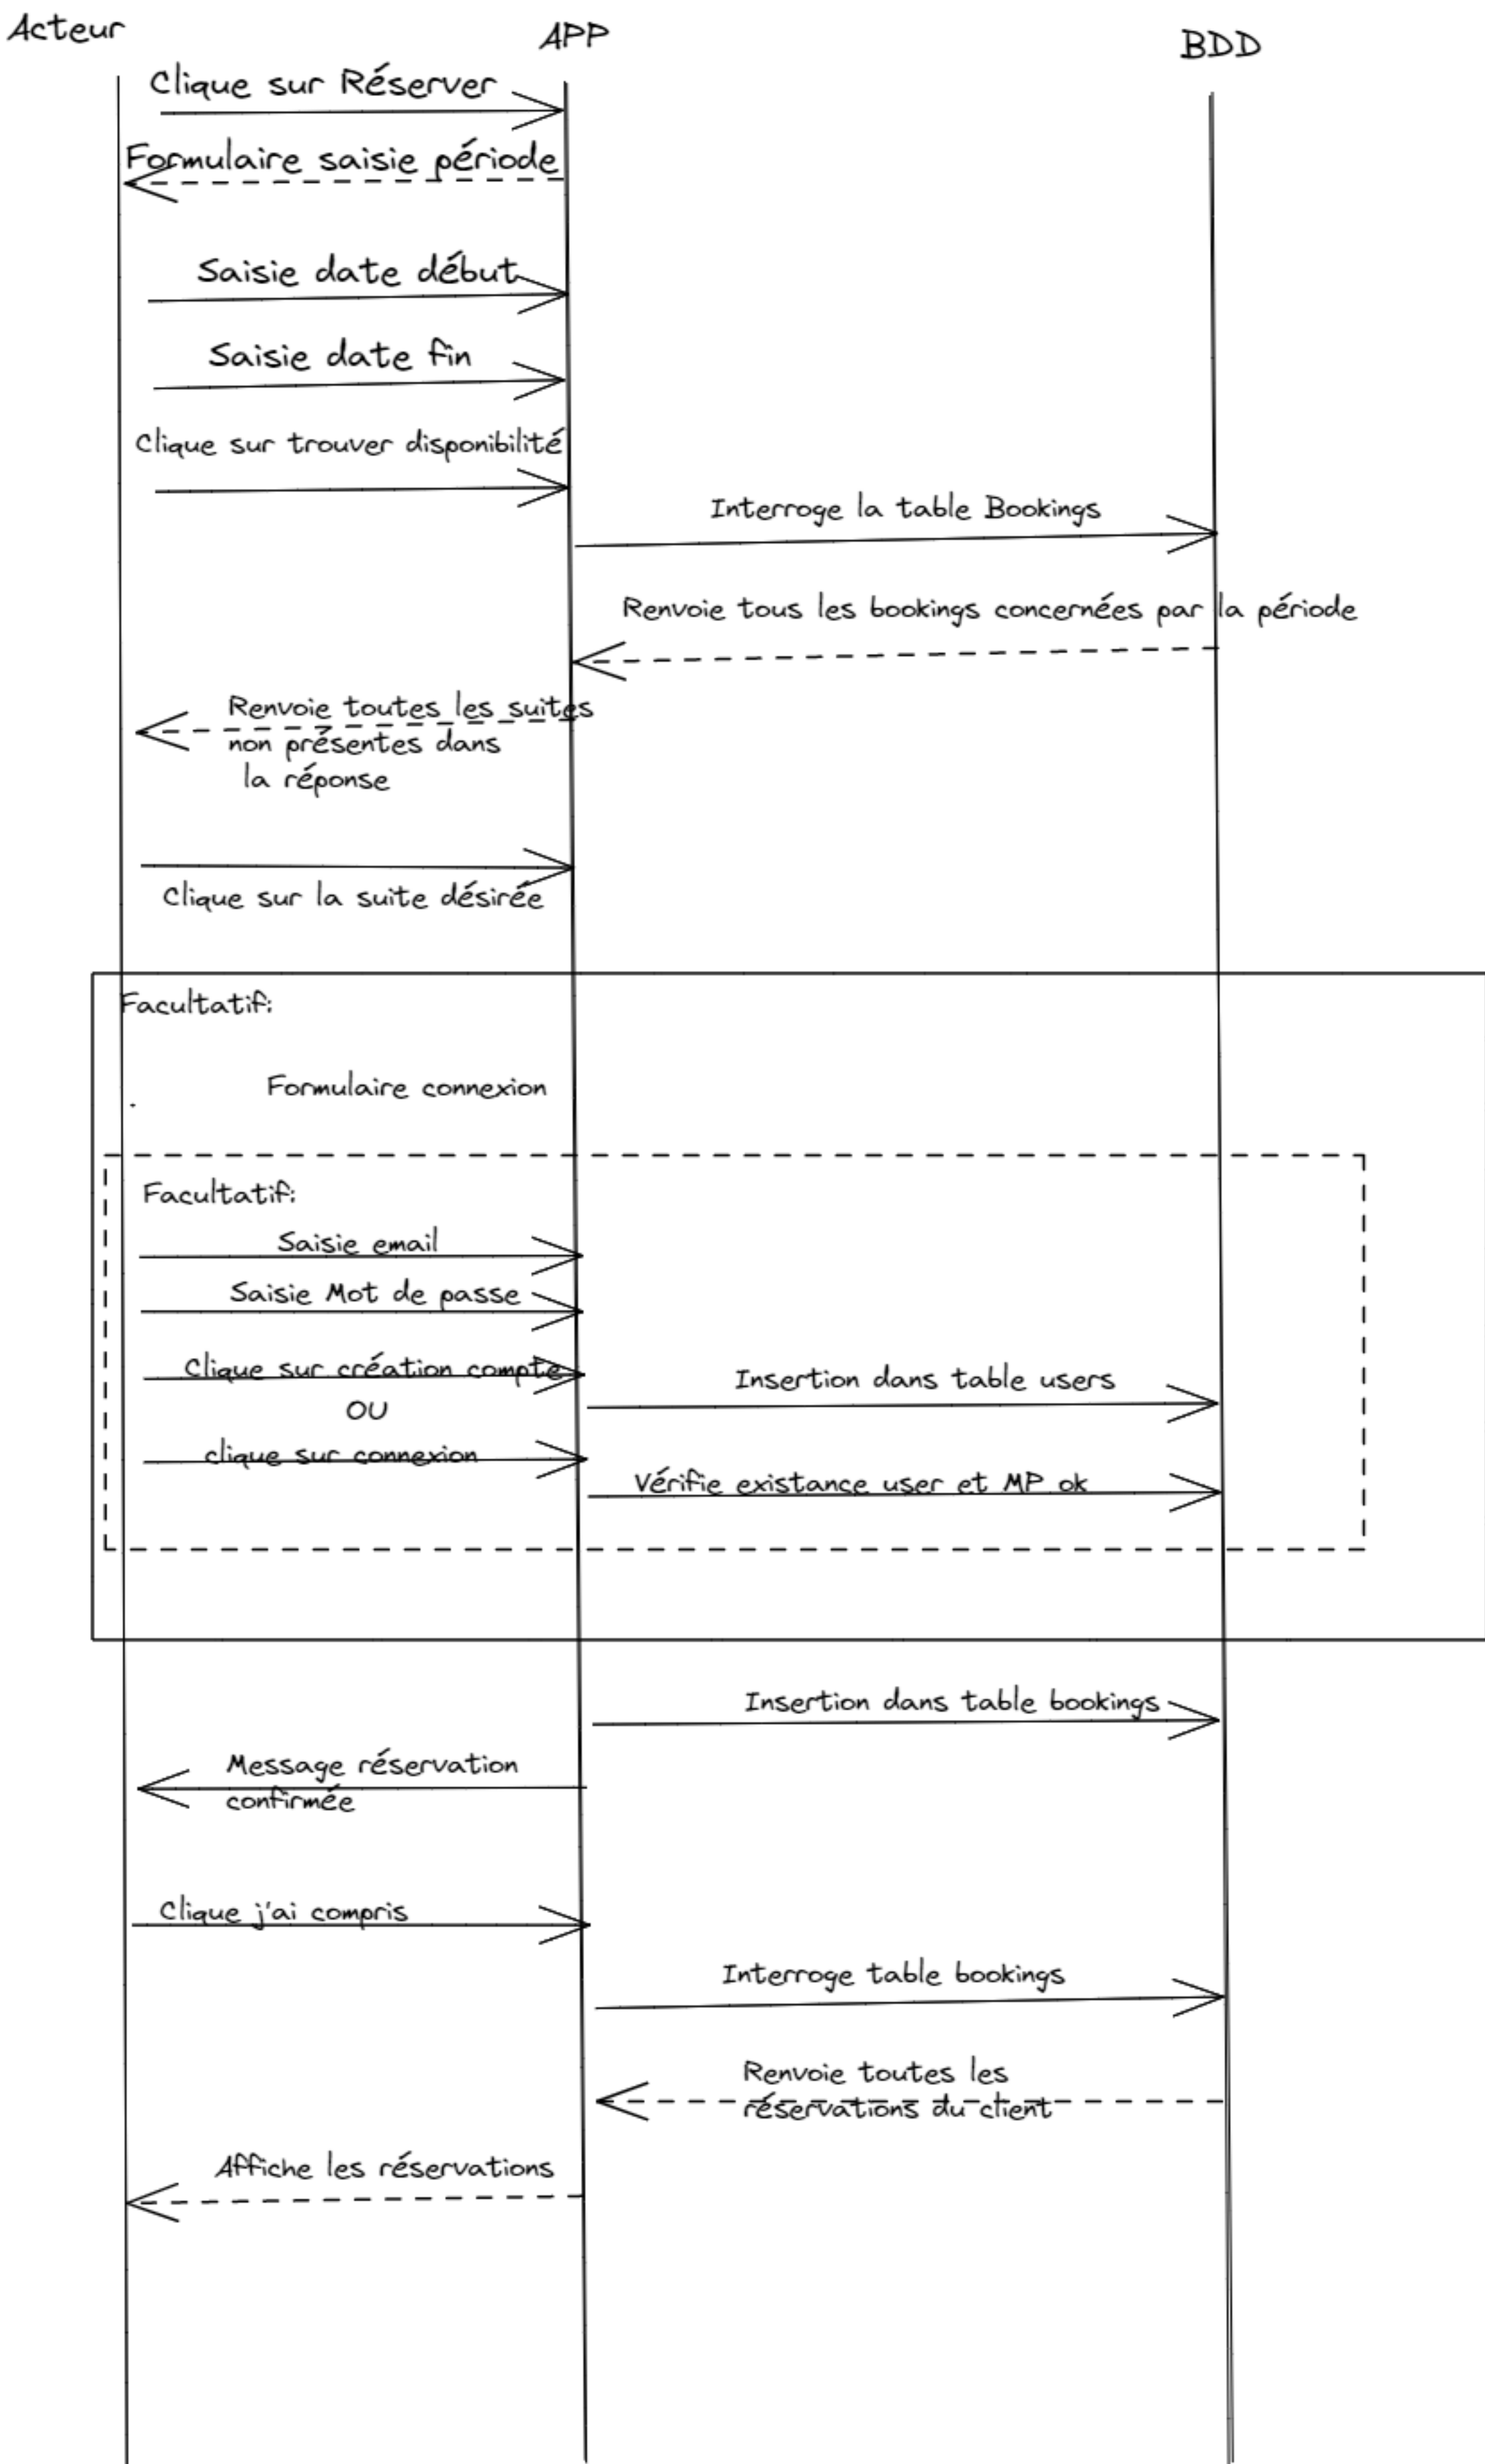 Acteur
APP
BDD
Clique sur Réserver
Formulaire saisie période
Saisie date début
Saisie date fin
Clique sur trouver disponibilité
Interroge la table Bookings
Renvoie tous les bookings concernées par la période
Renvoie toutes les suites
non présentes dans
la réponse
Clique sur la suite désirée
Facultatif:
Formulaire connexion
Facultatif:
Saisie email
Saisie Mot de passe
Clique sur création compte
Insertion dans table users
OU
clique sur connexion
Vérifie existance user et MP ok
Insertion dans table bookings
Message réservation
confirmée
Clique j'ai compris
Interroge table bookings
Renvoie toutes les
réservations du client
Affiche les réservations